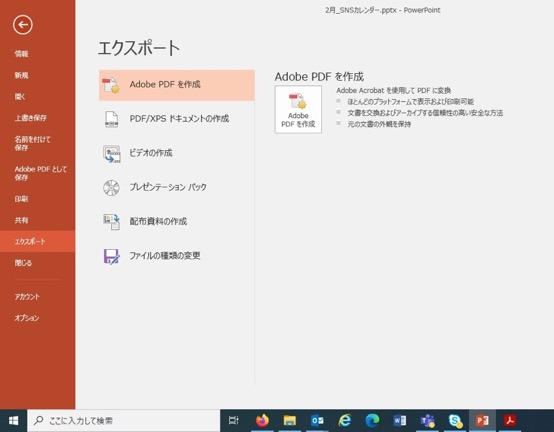 2月_SNSカレンダー.pptx - PowerPoint
情報
新規
開く
上書き保存
名前を付けて
保存
Adobe PDF として
保存
印刷
共有
エクスポート
閉じる
アカウント
オプション
エクスポート
Adobe PDF を作成
PDF/XPS ドキュメントの作成
ビデオの作成
プレゼンテーション パック
配布資料の作成
ファイルの種類の変更
Adobe PDF を作成
Adobe
PDF を作成
Adobe Acrobat を使用して PDF に変換
ほとんどのプラットフォームで表示および印刷可能
文書を交換およびアーカイブする信頼性の高い安全な方法
元の文書の外観を保持
ここに入力して検索